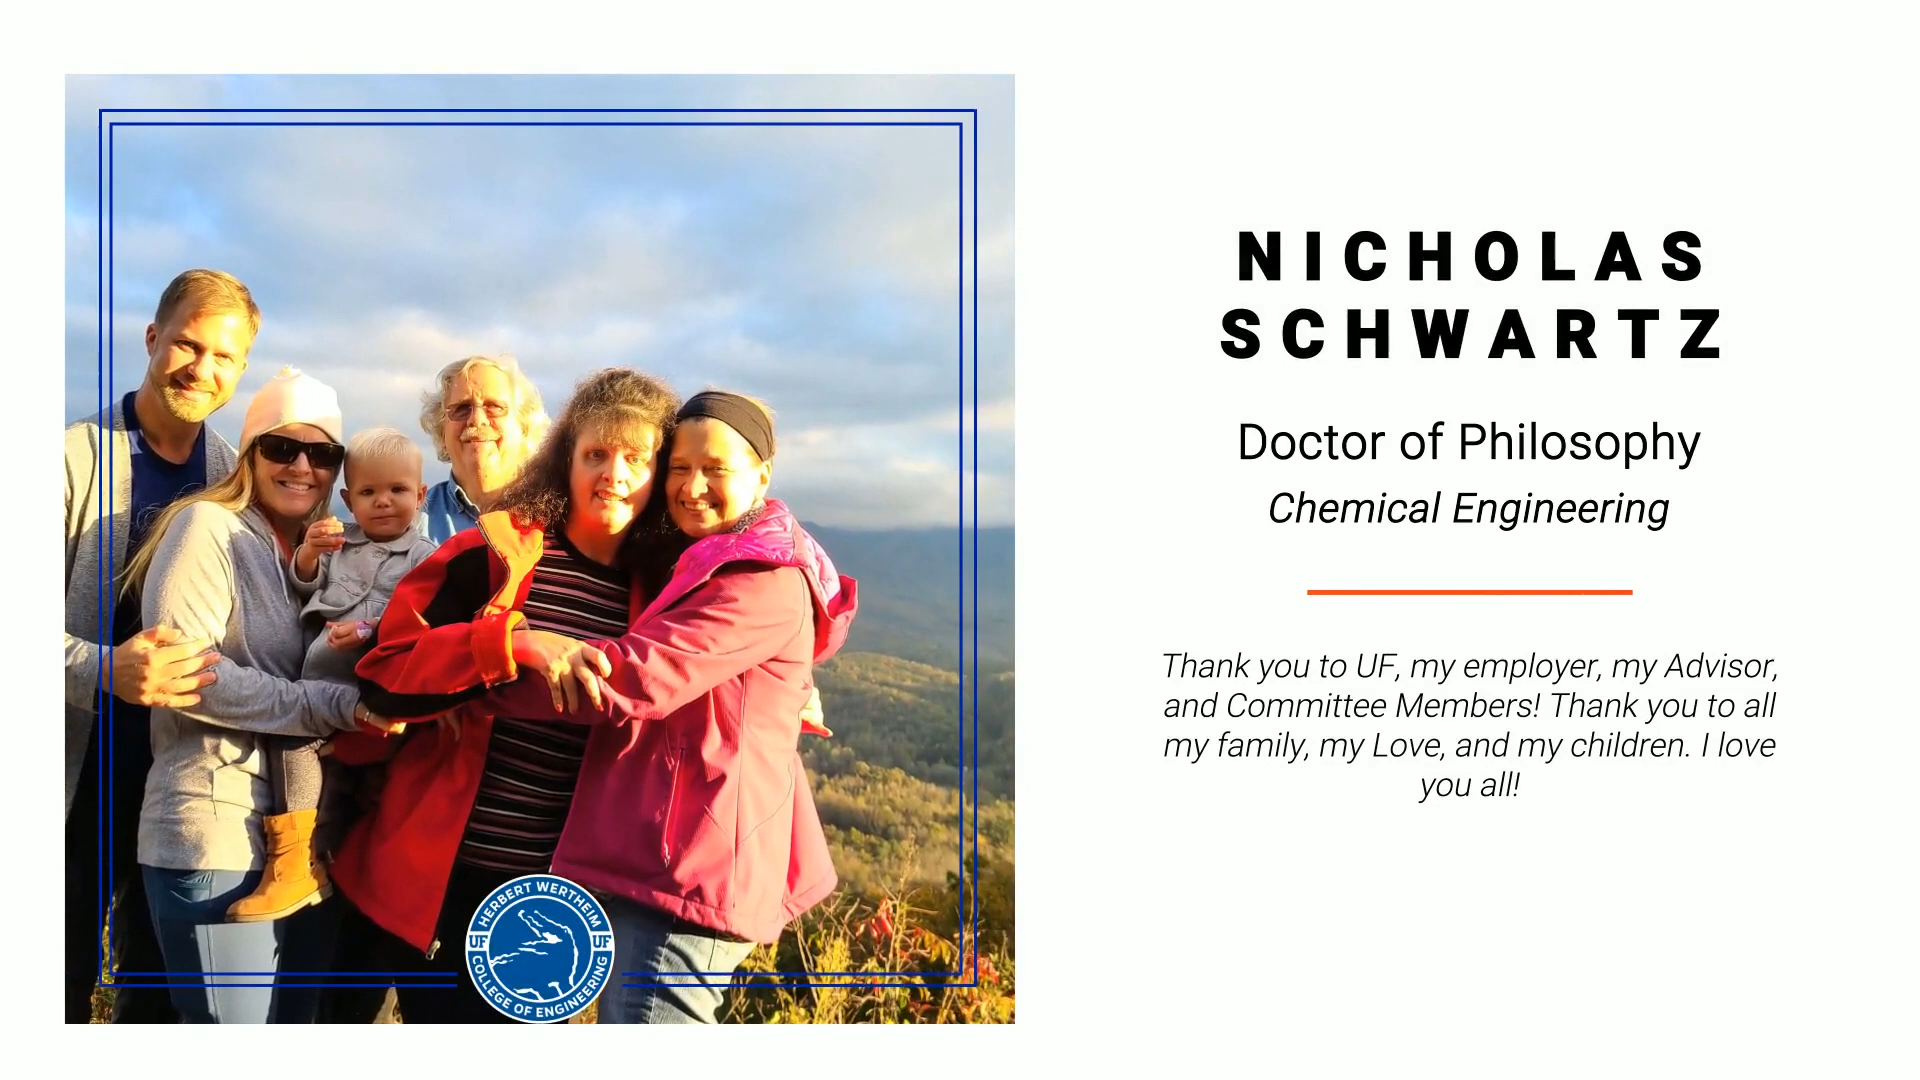 NICHOLAS
SCHWARTZ
Doctor of Philosophy
Chemical Engineering
Thank you to UF, my employer, my Advisor,
and Committee Members! Thank you to all
my family, my Love, and my children. I love
you all!
HERBERT WERTHEIM
UF UF
COLLEGE OF ENGINEERING